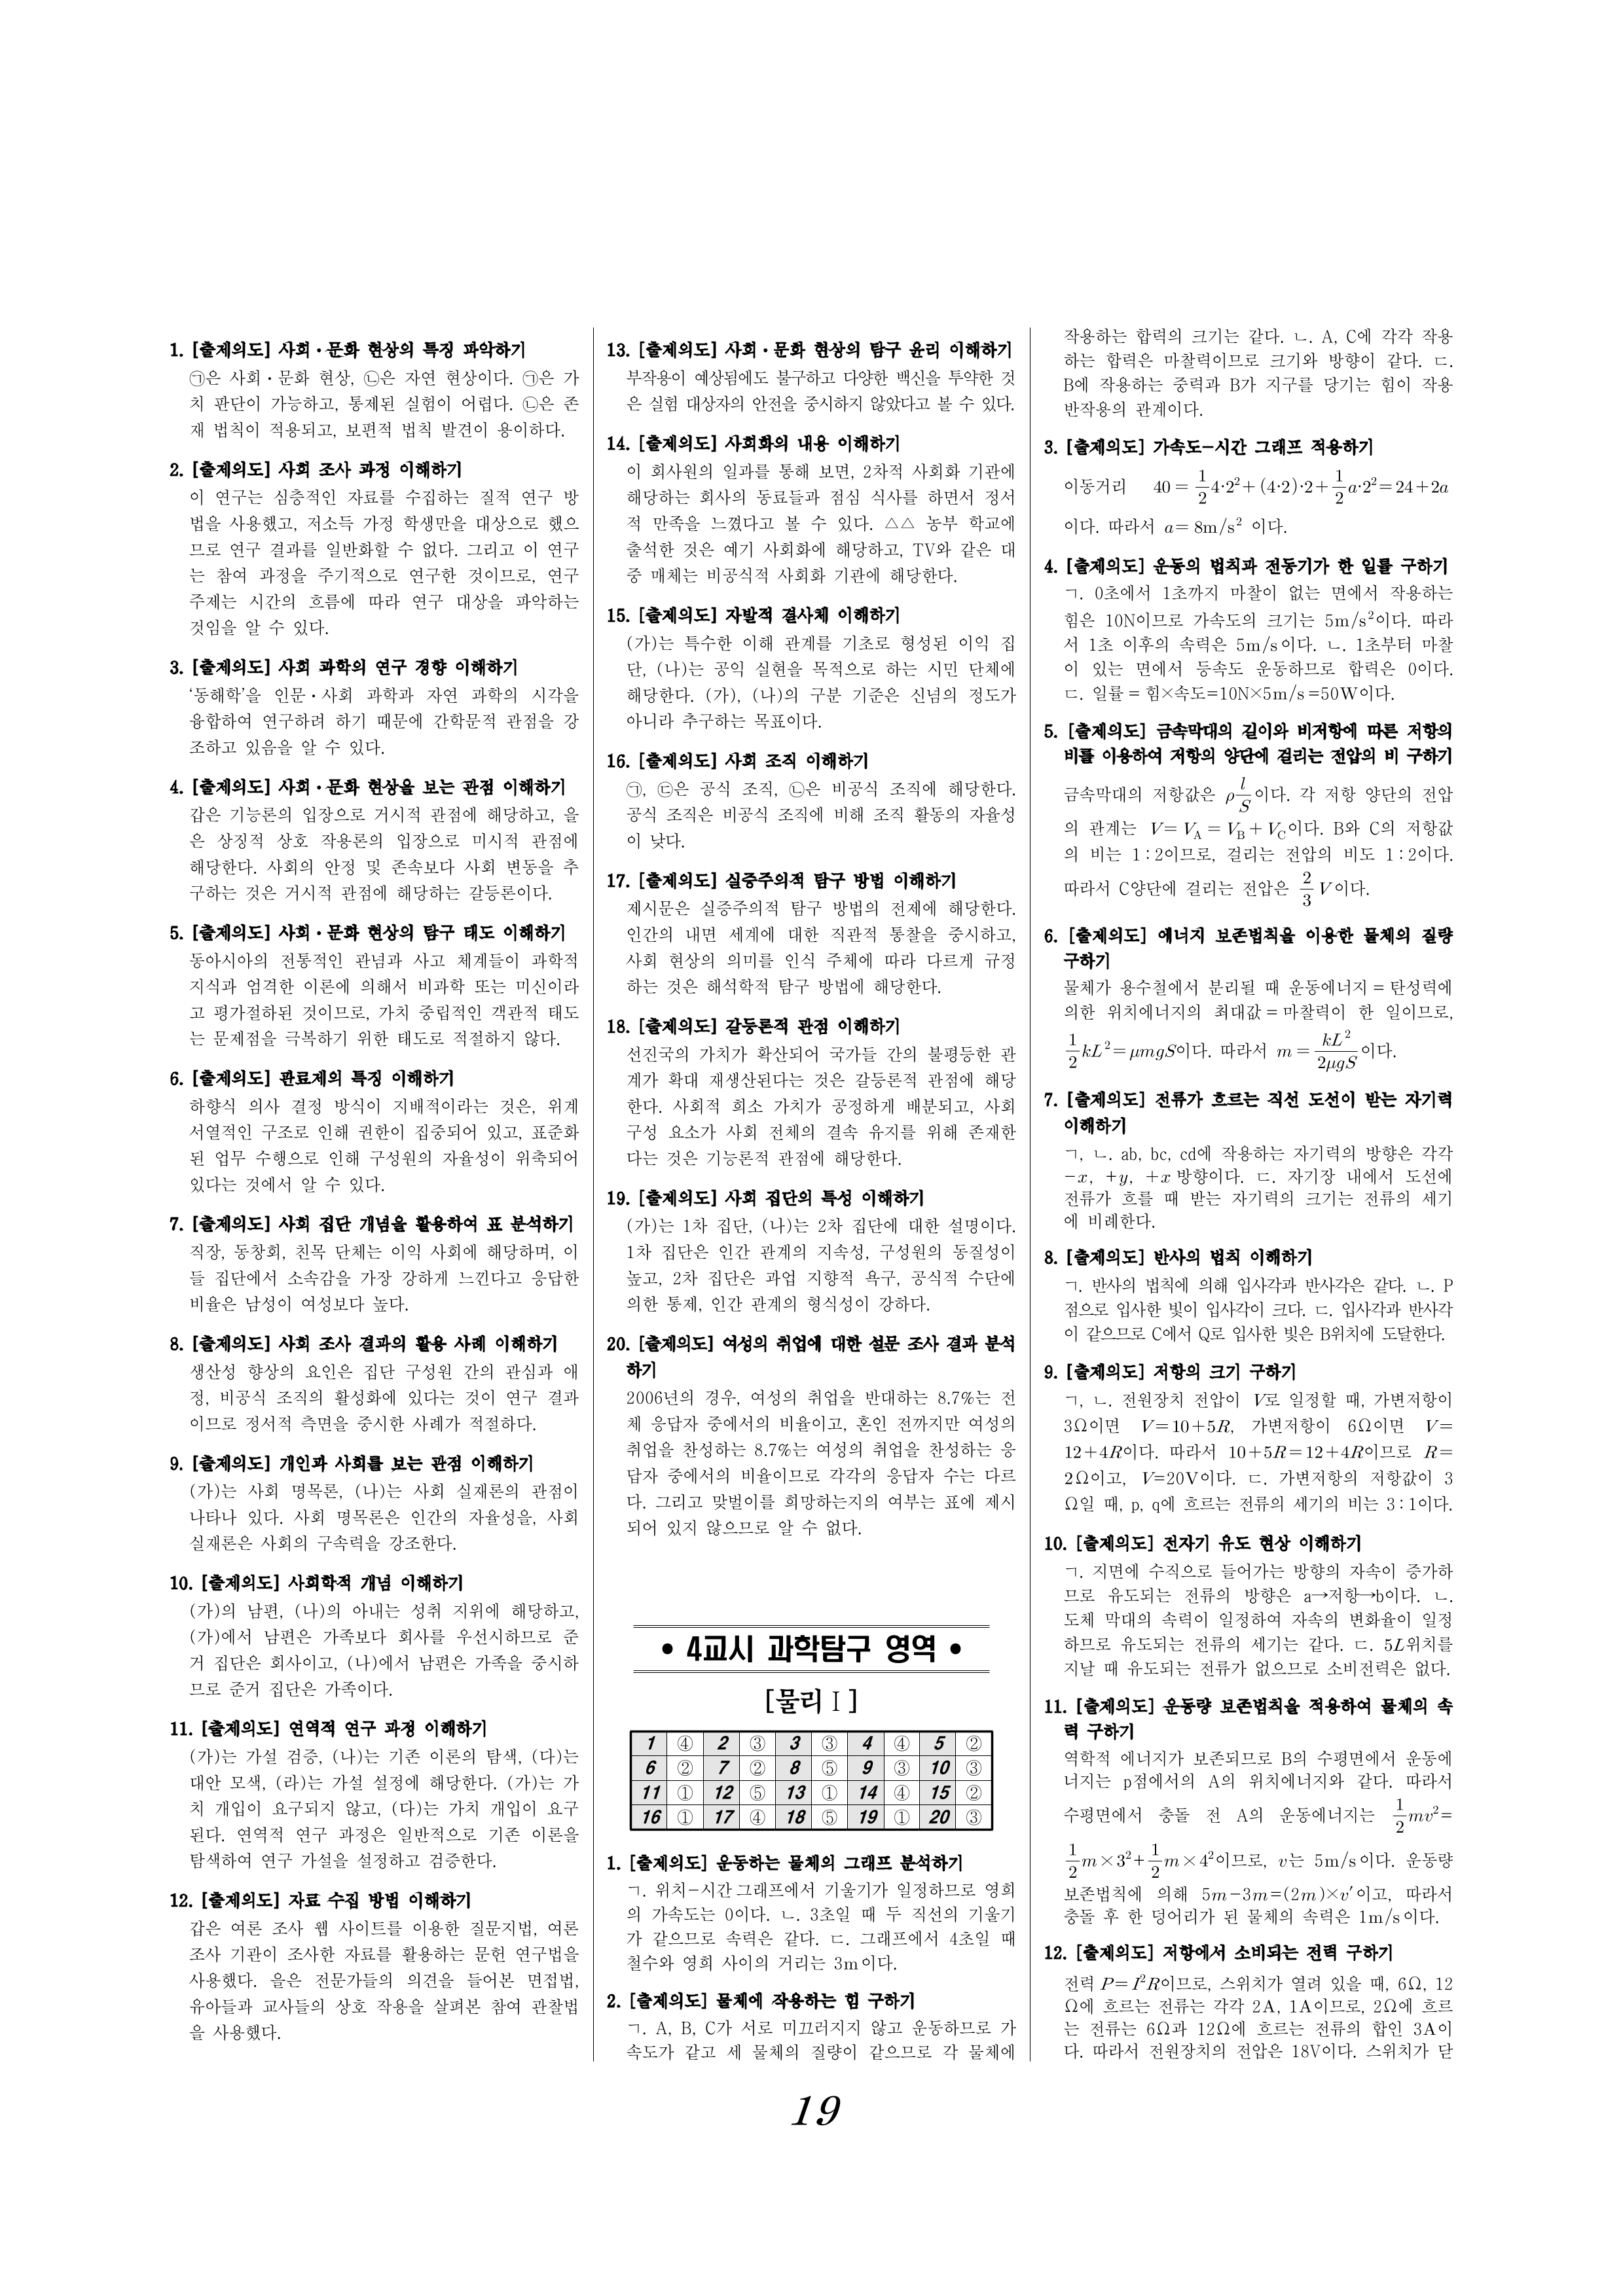 1. [출제의도] 사회·문화 현상의 특징 파악하기
㉠은 사회·문화 현상, ㉡은 자연 현상이다. ㉠은 가
치 판단이 가능하고, 통제된 실험이 어렵다. ㉡은 존
재 법칙이 적용되고, 보편적 법칙 발견이 용이하다.
2. [출제의도] 사회 조사 과정 이해하기
이 연구는 심층적인 자료를 수집하는 질적 연구 방
법을 사용했고, 저소득 가정 학생만을 대상으로 했으
므로 연구 결과를 일반화할 수 없다. 그리고 이 연구
는 참여 과정을 주기적으로 연구한 것이므로, 연구
주제는 시간의 흐름에 따라 연구 대상을 파악하는
것임을 알 수 있다.
3. [출제의도] 사회 과학의 연구 경향 이해하기
‘동해학’을 인문·사회 과학과 자연 과학의 시각을
융합하여 연구하려 하기 때문에 간학문적 관점을 강
조하고 있음을 알 수 있다.
4. [출제의도] 사회·문화 현상을 보는 관점 이해하기
갑은 기능론의 입장으로 거시적 관점에 해당하고, 을
은 상징적 상호 작용론의 입장으로 미시적 관점에
해당한다. 사회의 안정 및 존속보다 사회 변동을 추
구하는 것은 거시적 관점에 해당하는 갈등론이다.
5. [출제의도] 사회·문화 현상의 탐구 태도 이해하기
동아시아의 전통적인 관념과 사고 체계들이 과학적
지식과 엄격한 이론에 의해서 비과학 또는 미신이라
고 평가절하된 것이므로, 가치 중립적인 객관적 태도
는 문제점을 극복하기 위한 태도로 적절하지 않다.
6. [출제의도] 관료제의 특징 이해하기
하향식 의사 결정 방식이 지배적이라는 것은, 위계
서열적인 구조로 인해 권한이 집중되어 있고, 표준화
된 업무 수행으로 인해 구성원의 자율성이 위축되어
있다는 것에서 알 수 있다.
7. [출제의도] 사회 집단 개념을 활용하여 표 분석하기
직장, 동창회, 친목 단체는 이익 사회에 해당하며, 이
들 집단에서 소속감을 가장 강하게 느낀다고 응답한
비율은 남성이 여성보다 높다.
8. [출제의도] 사회 조사 결과의 활용 사례 이해하기
생산성 향상의 요인은 집단 구성원 간의 관심과 애
정, 비공식 조직의 활성화에 있다는 것이 연구 결과
이므로 정서적 측면을 중시한 사례가 적절하다.
9. [출제의도] 개인과 사회를 보는 관점 이해하기
(가)는 사회 명목론, (나)는 사회 실재론의 관점이
나타나 있다. 사회 명목론은 인간의 자율성을, 사회
실재론은 사회의 구속력을 강조한다.
10. [출제의도] 사회학적 개념 이해하기
(가)의 남편, (나)의 아내는 성취 지위에 해당하고,
(가)에서 남편은 가족보다 회사를 우선시하므로 준
거 집단은 회사이고, (나)에서 남편은 가족을 중시하
므로 준거 집단은 가족이다.
11. [출제의도] 연역적 연구 과정 이해하기
(가)는 가설 검증, (나)는 기존 이론의 탐색, (다)는
대안 모색, (라)는 가설 설정에 해당한다. (가)는 가
치 개입이 요구되지 않고, (다)는 가치 개입이 요구
된다. 연역적 연구 과정은 일반적으로 기존 이론을
탐색하여 연구 가설을 설정하고 검증한다.
12. [출제의도] 자료 수집 방법 이해하기
갑은 여론 조사 웹 사이트를 이용한 질문지법, 여론
조사 기관이 조사한 자료를 활용하는 문헌 연구법을
사용했다. 을은 전문가들의 의견을 들어본 면접법,
유아들과 교사들의 상호 작용을 살펴본 참여 관찰법
을 사용했다.
13. [출제의도] 사회·문화 현상의 탐구 윤리 이해하기
부작용이 예상됨에도 불구하고 다양한 백신을 투약한 것
은 실험 대상자의 안전을 중시하지 않았다고 볼 수 있다.
14. [출제의도] 사회화의 내용 이해하기
이 회사원의 일과를 통해 보면, 2차적 사회화 기관에
해당하는 회사의 동료들과 점심 식사를 하면서 정서
적 만족을 느꼈다고 볼 수 있다. △△ 농부 학교에
출석한 것은 예기 사회화에 해당하고, TV와 같은 대
중 매체는 비공식적 사회화 기관에 해당한다.
15. [출제의도] 자발적 결사체 이해하기
(가)는 특수한 이해 관계를 기초로 형성된 이익 집
단, (나)는 공익 실현을 목적으로 하는 시민 단체에
해당한다. (가), (나)의 구분 기준은 신념의 정도가
아니라 추구하는 목표이다.
16. [출제의도] 사회 조직 이해하기
㉠, ㉢은 공식 조직, ㉡은 비공식 조직에 해당한다.
공식 조직은 비공식 조직에 비해 조직 활동의 자율성
이 낮다.
17. [출제의도] 실증주의적 탐구 방법 이해하기
제시문은 실증주의적 탐구 방법의 전제에 해당한다.
인간의 내면 세계에 대한 직관적 통찰을 중시하고,
사회 현상의 의미를 인식 주체에 따라 다르게 규정
하는 것은 해석학적 탐구 방법에 해당한다.
18. [출제의도] 갈등론적 관점 이해하기
선진국의 가치가 확산되어 국가들 간의 불평등한 관
계가 확대 재생산된다는 것은 갈등론적 관점에 해당
한다. 사회적 희소 가치가 공정하게 배분되고, 사회
구성 요소가 사회 전체의 결속 유지를 위해 존재한
다는 것은 기능론적 관점에 해당한다.
19. [출제의도] 사회 집단의 특성 이해하기
(가)는 1차 집단, (나)는 2차 집단에 대한 설명이다.
1차 집단은 인간 관계의 지속성, 구성원의 동질성이
높고, 2차 집단은 과업 지향적 욕구, 공식적 수단에
의한 통제, 인간 관계의 형식성이 강하다.
20. [출제의도] 여성의 취업에 대한 설문 조사 결과 분석
하기
2006년의 경우, 여성의 취업을 반대하는 8.7%는 전
체 응답자 중에서의 비율이고, 혼인 전까지만 여성의
취업을 찬성하는 8.7%는 여성의 취업을 찬성하는 응
답자 중에서의 비율이므로 각각의 응답자 수는 다르
다. 그리고 맞벌이를 희망하는지의 여부는 표에 제시
되어 있지 않으므로 알 수 없다.
• 4교시 과학탐구 영역 •
[물리Ⅰ]
1 ④ 2 ③ 3 ③ 4 ④ 5 ②
6 ② 7 ② 8 ⑤ 9 ③ 10 ③
11 ① 12 ⑤ 13 ① 14 ④ 15 ②
16 ① 17 ④ 18 ⑤ 19 ① 20 ③
1. [출제의도] 운동하는 물체의 그래프 분석하기
ㄱ. 위치-시간 그래프에서 기울기가 일정하므로 영희
의 가속도는 0이다. ㄴ. 3초일 때 두 직선의 기울기
가 같으므로 속력은 같다. ㄷ. 그래프에서 4초일 때
철수와 영희 사이의 거리는 3m이다.
2. [출제의도] 물체에 작용하는 힘 구하기
ㄱ. A, B, C가 서로 미끄러지지 않고 운동하므로 가
속도가 같고 세 물체의 질량이 같으므로 각 물체에
작용하는 합력의 크기는 같다. ㄴ. A, C에 각각 작용
하는 합력은 마찰력이므로 크기와 방향이 같다. ㄷ.
B에 작용하는 중력과 B가 지구를 당기는 힘이 작용
반작용의 관계이다.
3. [출제의도] 가속도-시간 그래프 적용하기
이동거리 40 = 1/2 4·2²+(4·2)·2+1/2 a·2²=24+2a
이다. 따라서 a=8m/s² 이다.
4. [출제의도] 운동의 법칙과 전동기가 한 일률 구하기
ㄱ. 0초에서 1초까지 마찰이 없는 면에서 작용하는
힘은 10N이므로 가속도의 크기는 5m/s²이다. 따라
서 1초 이후의 속력은 5m/s이다. ㄴ. 1초부터 마찰
이 있는 면에서 등속도 운동하므로 합력은 0이다.
ㄷ. 일률 = 힘×속도=10N×5m/s=50W이다.
5. [출제의도] 금속막대의 길이와 비저항에 따른 저항의
비를 이용하여 저항의 양단에 걸리는 전압의 비 구하기
금속막대의 저항값은 ρ l/S 이다. 각 저항 양단의 전압
의 관계는 V=V_A=V_B+V_C이다. B와 C의 저항값
의 비는 1:2이므로, 걸리는 전압의 비도 1:2이다.
따라서 C양단에 걸리는 전압은 2/3 V이다.
6. [출제의도] 에너지 보존법칙을 이용한 물체의 질량
구하기
물체가 용수철에서 분리될 때 운동에너지 = 탄성력에
의한 위치에너지의 최대값 = 마찰력이 한 일이므로,
1/2 kL²=μmgS이다. 따라서 m = kL²/2μgS 이다.
7. [출제의도] 전류가 흐르는 직선 도선이 받는 자기력
이해하기
ㄱ, ㄴ. ab, bc, cd에 작용하는 자기력의 방향은 각각
-x, +y, +x 방향이다. ㄷ. 자기장 내에서 도선에
전류가 흐를 때 받는 자기력의 크기는 전류의 세기
에 비례한다.
8. [출제의도] 반사의 법칙 이해하기
ㄱ. 반사의 법칙에 의해 입사각과 반사각은 같다. ㄴ. P
점으로 입사한 빛이 입사각이 크다. ㄷ. 입사각과 반사각
이 같으므로 C에서 Q로 입사한 빛은 B위치에 도달한다.
9. [출제의도] 저항의 크기 구하기
ㄱ, ㄴ. 전원장치 전압이 V로 일정할 때, 가변저항이
3Ω이면 V=10+5R, 가변저항이 6Ω이면 V=
12+4R이다. 따라서 10+5R=12+4R이므로 R=
2Ω이고, V=20V이다. ㄷ. 가변저항의 저항값이 3
Ω일 때, p, q에 흐르는 전류의 세기의 비는 3:1이다.
10. [출제의도] 전자기 유도 현상 이해하기
ㄱ. 지면에 수직으로 들어가는 방향의 자속이 증가하
므로 유도되는 전류의 방향은 a→저항→b이다. ㄴ.
도체 막대의 속력이 일정하여 자속의 변화율이 일정
하므로 유도되는 전류의 세기는 같다. ㄷ. 5L위치를
지날 때 유도되는 전류가 없으므로 소비전력은 없다.
11. [출제의도] 운동량 보존법칙을 적용하여 물체의 속
력 구하기
역학적 에너지가 보존되므로 B의 수평면에서 운동에
너지는 p점에서의 A의 위치에너지와 같다. 따라서
수평면에서 충돌 전 A의 운동에너지는 1/2 mv²=
1/2 m×3²+1/2 m×4²이므로, v는 5m/s이다. 운동량
보존법칙에 의해 5m-3m=(2m)×v′이고, 따라서
충돌 후 한 덩어리가 된 물체의 속력은 1m/s이다.
12. [출제의도] 저항에서 소비되는 전력 구하기
전력 P=I²R이므로, 스위치가 열려 있을 때, 6Ω, 12
Ω에 흐르는 전류는 각각 2A, 1A이므로, 2Ω에 흐르
는 전류는 6Ω과 12Ω에 흐르는 전류의 합인 3A이
다. 따라서 전원장치의 전압은 18V이다. 스위치가 닫
19